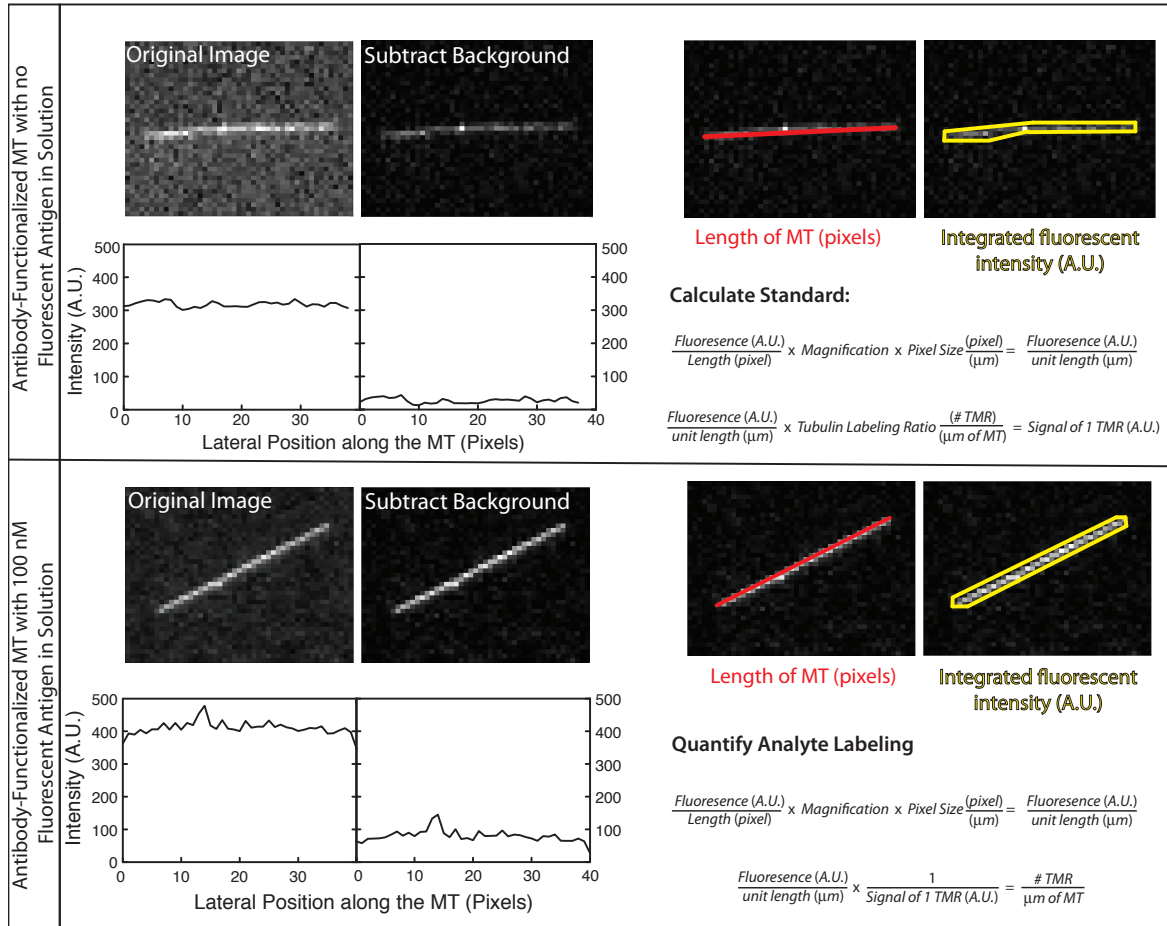 Antibody-Functionalized MT with no
Fluorescent Antigen in Solution
Original Image
Subtract Background
Length of MT (pixels)
Integrated fluorescent
intensity (A.U.)
Intensity (A.U.)
500
400
300
200
100
0
0
10
20
30
0
10
20
30
40
500
400
300
200
100
Lateral Position along the MT (Pixels)
Calculate Standard:
Fluoresence (A.U.)
Length (pixel)
x Magnification x Pixel Size (pixel)
(μm)
= Fluoresence (A.U.)
unit length (μm)
Fluoresence (A.U.)
unit length (μm)
x Tubulin Labeling Ratio (# TMR)
(μm of MT)
= Signal of 1 TMR (A.U.)
Antibody-Functionalized MT with 100 nM
Fluorescent Antigen in Solution
Original Image
Subtract Background
Length of MT (pixels)
Integrated fluorescent
intensity (A.U.)
Intensity (A.U.)
500
400
300
200
100
0
0
10
20
30
0
10
20
30
40
500
400
300
200
100
Lateral Position along the MT (Pixels)
Quantify Analyte Labeling
Fluoresence (A.U.)
Length (pixel)
x Magnification x Pixel Size (pixel)
(μm)
= Fluoresence (A.U.)
unit length (μm)
Fluoresence (A.U.)
unit length (μm)
x 1
Signal of 1 TMR (A.U.)
= # TMR
μm of MT